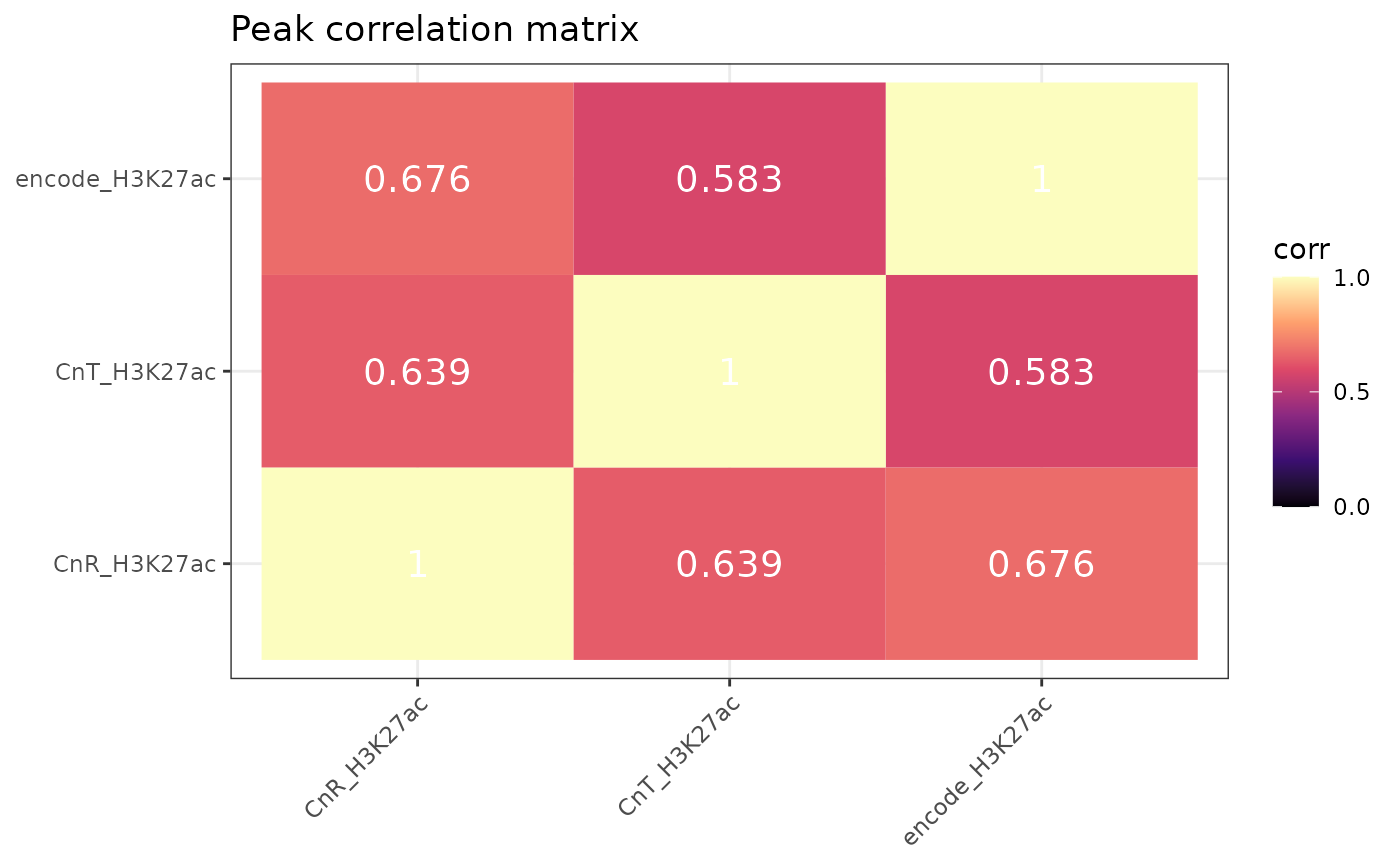 Peak correlation matrix
encode_H3K27ac
0.676
0.583
1
CnT_H3K27ac
0.639
1
0.583
CnR_H3K27ac
1
0.639
0.676
CnR_H3K27ac
CnT_H3K27ac
encode_H3K27ac
corr
1.0
0.5
0.0